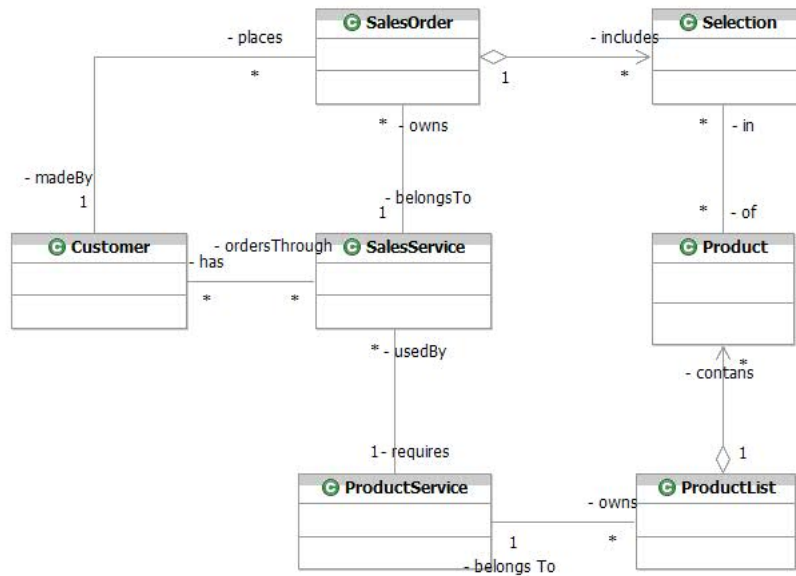 C SalesOrder
C Selection
- places
- includes
*
1
*
* - owns
* - in
- madeBy
- belongsTo
1
1
* - of
C Customer
- ordersThrough
C SalesService
C Product
- has
*
*
* - usedBy
*
- contans
1- requires
1
C ProductService
C ProductList
- owns
1
*
- belongs To